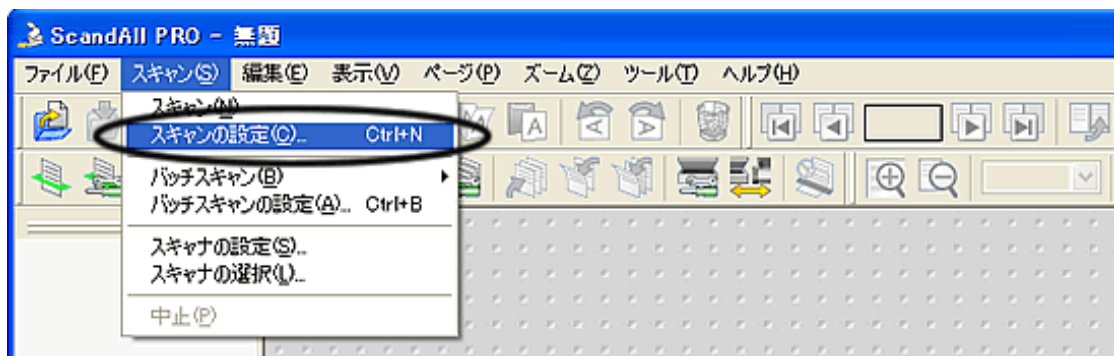 ScandAll PRO - 無題
ファイル(F) スキャン(S) 編集(E) 表示(V) ページ(P) ズーム(Z) ツール(T) ヘルプ(H)
スキャン(N)
スキャンの設定(C)... Ctrl+N
バッチスキャン(B)
バッチスキャンの設定(A)... Ctrl+B
スキャナの設定(S)...
スキャナの選択(L)...
中止(P)